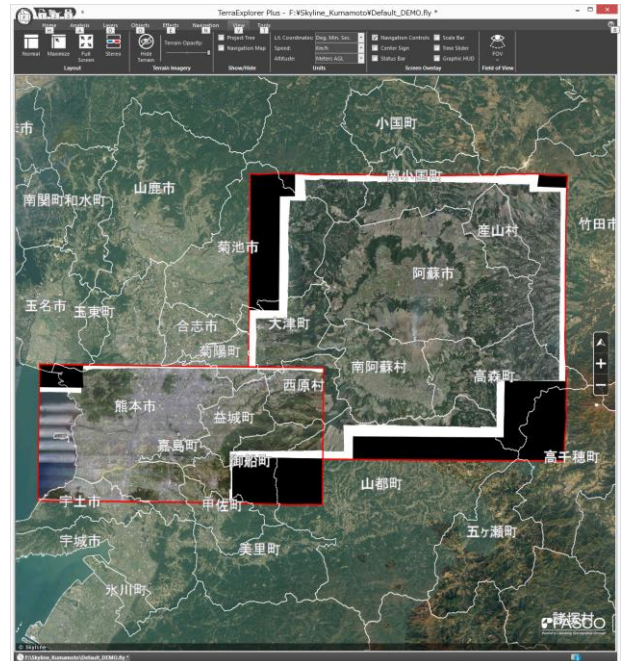 TerraExplorer Plus - F:¥Skyline_Kumamoto¥Default_DEMO.fly *
Home Analysis Layers Objects Effects Navigation View Tools
Normal
Maximize
Full Screen
Stereo
Layout
Hide Terrain
Terrain Opacity:
Terrain Imagery
Project Tree
Navigation Map
Show/Hide
Lat. Coordinates: Deg. Min. Sec.
Speed: Km/h
Altitude: Meters AGL
Units
Navigation Controls
Scale Bar
Center Sign
Time Slider
Status Bar
Graphic HUD
Screen Overlay
FOV
Field of View
小国町
南小国町
山鹿市
南関町 和水町
竹田市
産山村
菊池市
阿蘇市
玉名市
玉東町
合志市
大津町
菊陽町
南阿蘇村
西原村
高森町
熊本市
益城町
嘉島町
御船町
高千穂町
山都町
宇土市
甲佐町
五ヶ瀬町
宇城市
美里町
氷川町
諸塚村
PASCO
© Skyline
F:\Skyline_Kumamoto\Default_DEMO.fly *